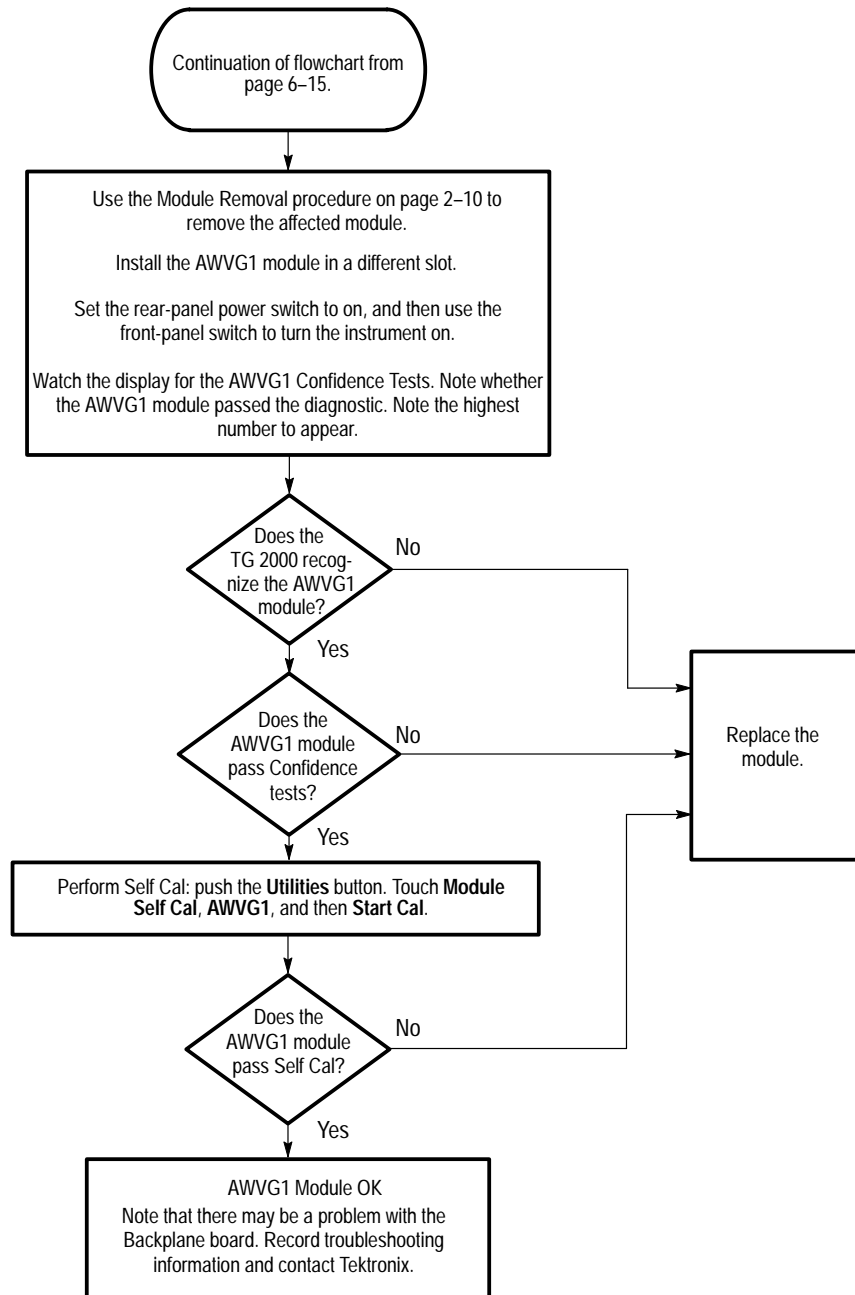 Continuation of flowchart from
page 6–15.
Use the Module Removal procedure on page 2–10 to
remove the affected module.
Install the AWVG1 module in a different slot.
Set the rear-panel power switch to on, and then use the
front-panel switch to turn the instrument on.
Watch the display for the AWVG1 Confidence Tests. Note whether
the AWVG1 module passed the diagnostic. Note the highest
number to appear.
Does the
TG 2000 recog-
nize the AWVG1
module?
No
Yes
Does the
AWVG1 module
pass Confidence
tests?
No
Replace the
module.
Yes
Perform Self Cal: push the Utilities button. Touch Module
Self Cal, AWVG1, and then Start Cal.
Does the
AWVG1 module
pass Self Cal?
No
Yes
AWVG1 Module OK
Note that there may be a problem with the
Backplane board. Record troubleshooting
information and contact Tektronix.